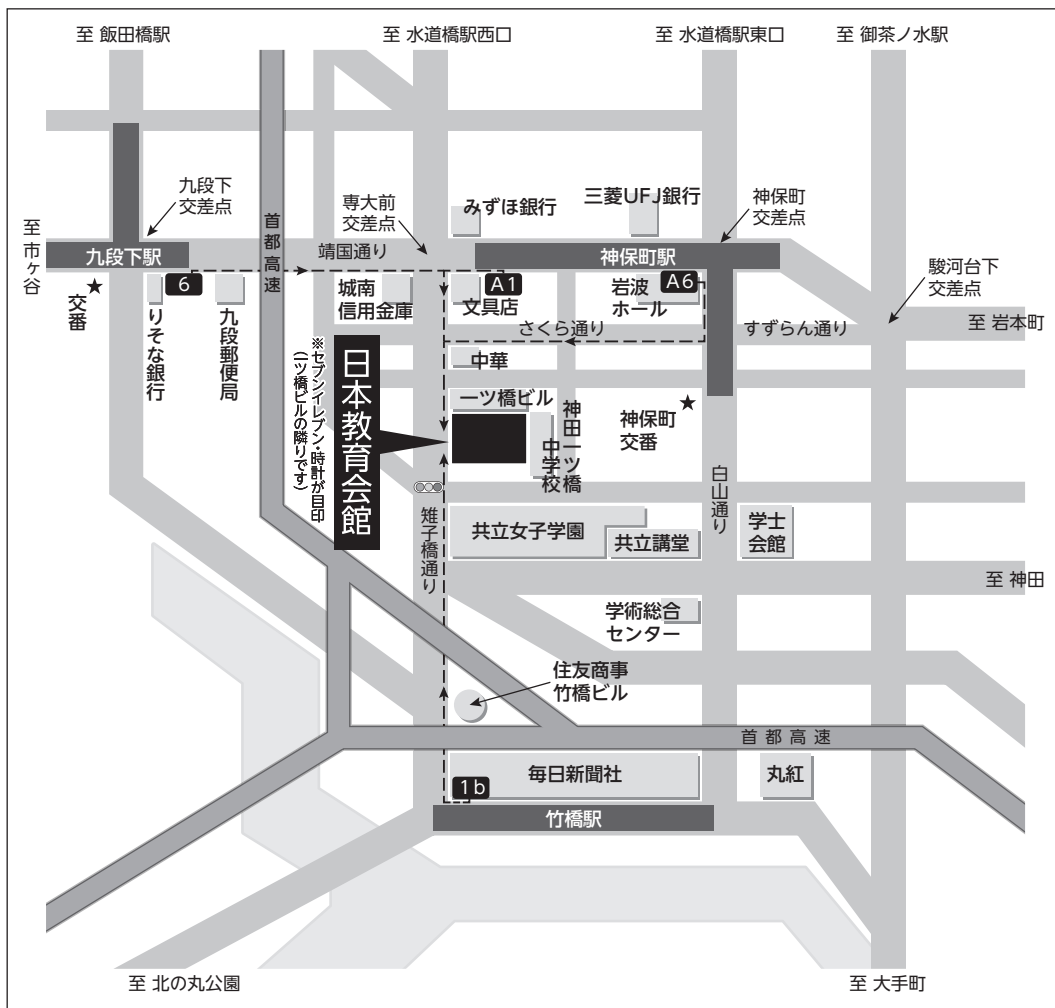 至 飯田橋駅
至 水道橋駅西口
至 水道橋駅東口
至 御茶ノ水駅
九段下
交差点
首都高速
専大前
交差点
みずほ銀行
三菱UFJ銀行
神保町
交差点
至 市ヶ谷
九段下駅
靖国通り
神保町駅
駿河台下
交差点
★
交番
6
りそな銀行
九段郵便局
城南
信用金庫
A1
文具店
岩波
ホール
A6
さくら通り
すずらん通り
至 岩本町
中華
一ツ橋ビル
日本教育会館
※セブンイレブン・時計が目印
(一ツ橋ビルの隣りです)
神田一ツ橋
中学校
★
神保町
交番
白山通り
雉子橋通り
共立女子学園
共立講堂
学士
会館
至 神田
学術総合
センター
住友商事
竹橋ビル
首都高速
毎日新聞社
丸紅
1b
竹橋駅
至 北の丸公園
至 大手町